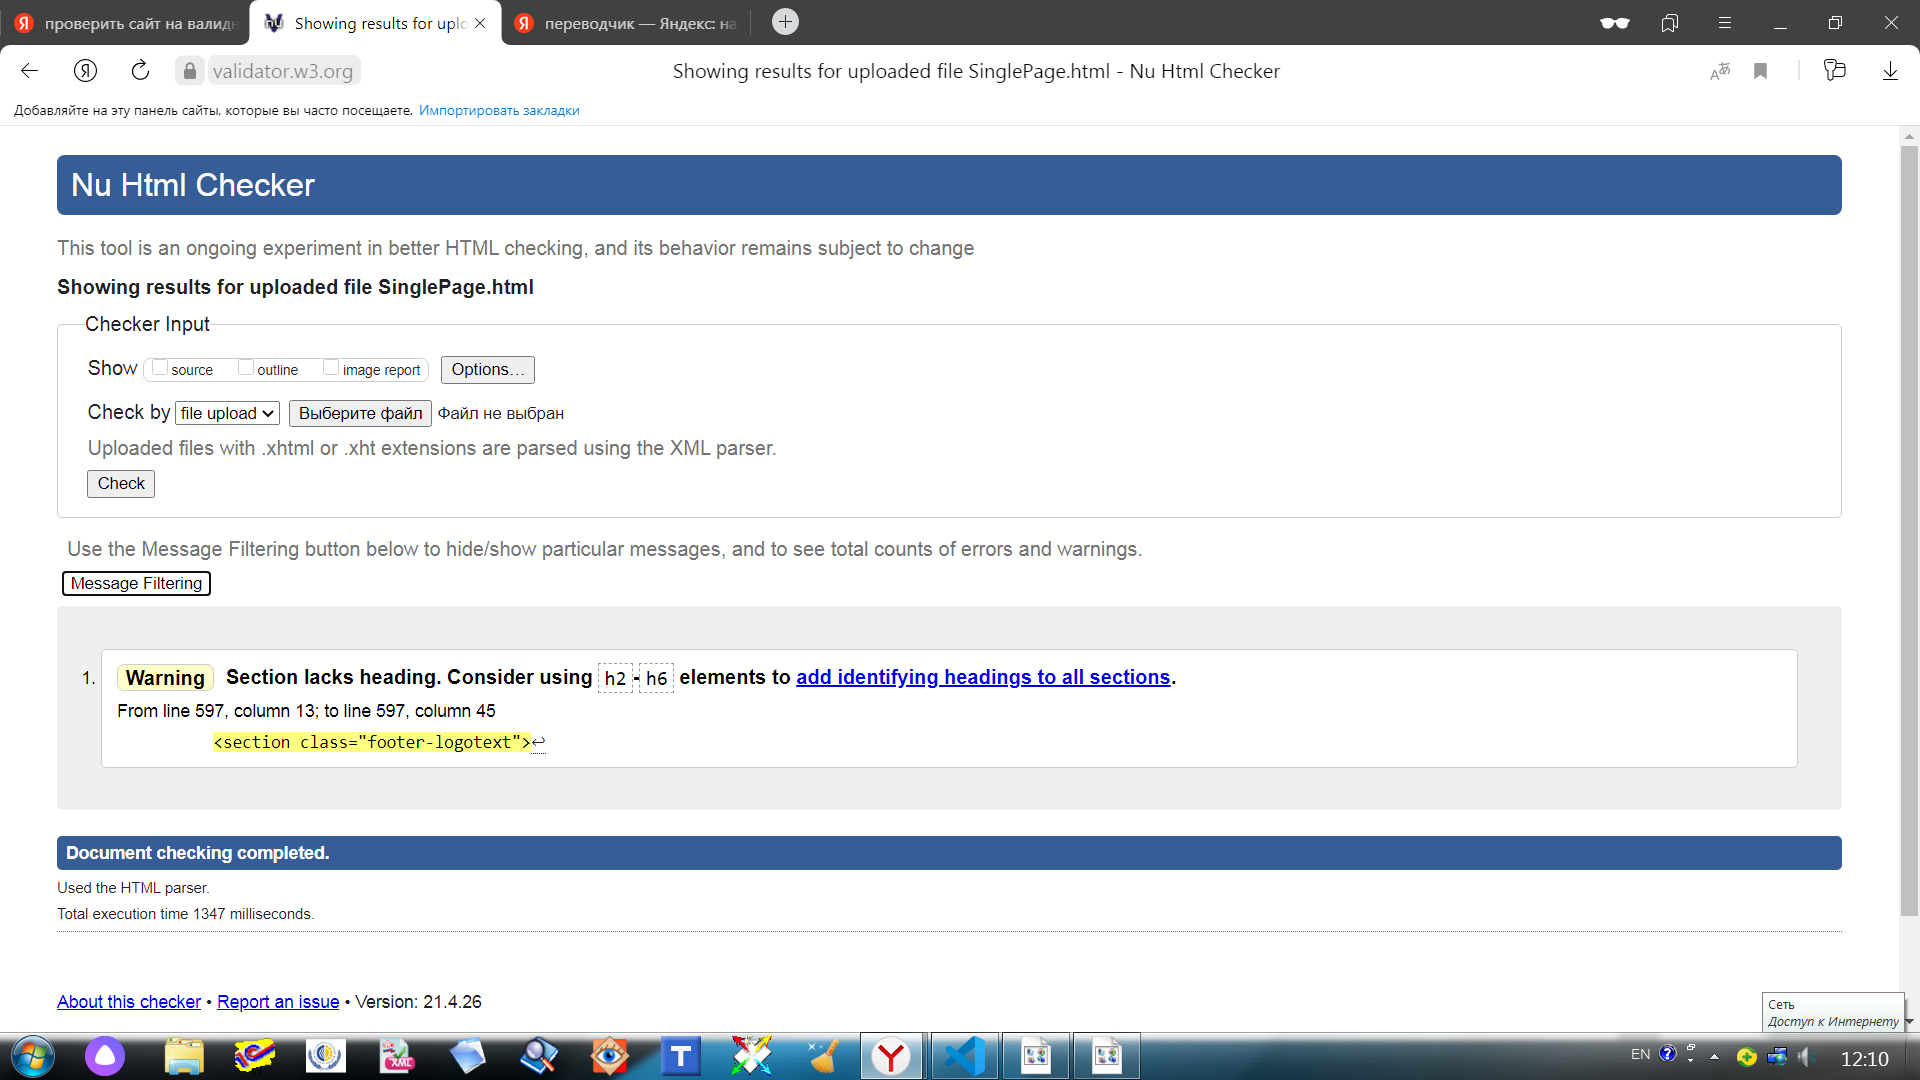 проверить сайт на валидн
Showing results for uplo
переводчик — Яндекс: на
validator.w3.org
Showing results for uploaded file SinglePage.html - Nu Html Checker
Добавляйте на эту панель сайты, которые вы часто посещаете. Импортировать закладки
Nu Html Checker
This tool is an ongoing experiment in better HTML checking, and its behavior remains subject to change
Showing results for uploaded file SinglePage.html
Checker Input
Show source outline image report Options...
Check by file upload Выберите файл Файл не выбран
Uploaded files with .xhtml or .xht extensions are parsed using the XML parser.
Check
Use the Message Filtering button below to hide/show particular messages, and to see total counts of errors and warnings.
Message Filtering
1. Warning Section lacks heading. Consider using h2-h6 elements to add identifying headings to all sections.
From line 597, column 13; to line 597, column 45
<section class="footer-logotext">↩
Document checking completed.
Used the HTML parser.
Total execution time 1347 milliseconds.
About this checker • Report an issue • Version: 21.4.26
Сеть
Доступ к Интернету
EN
12:10